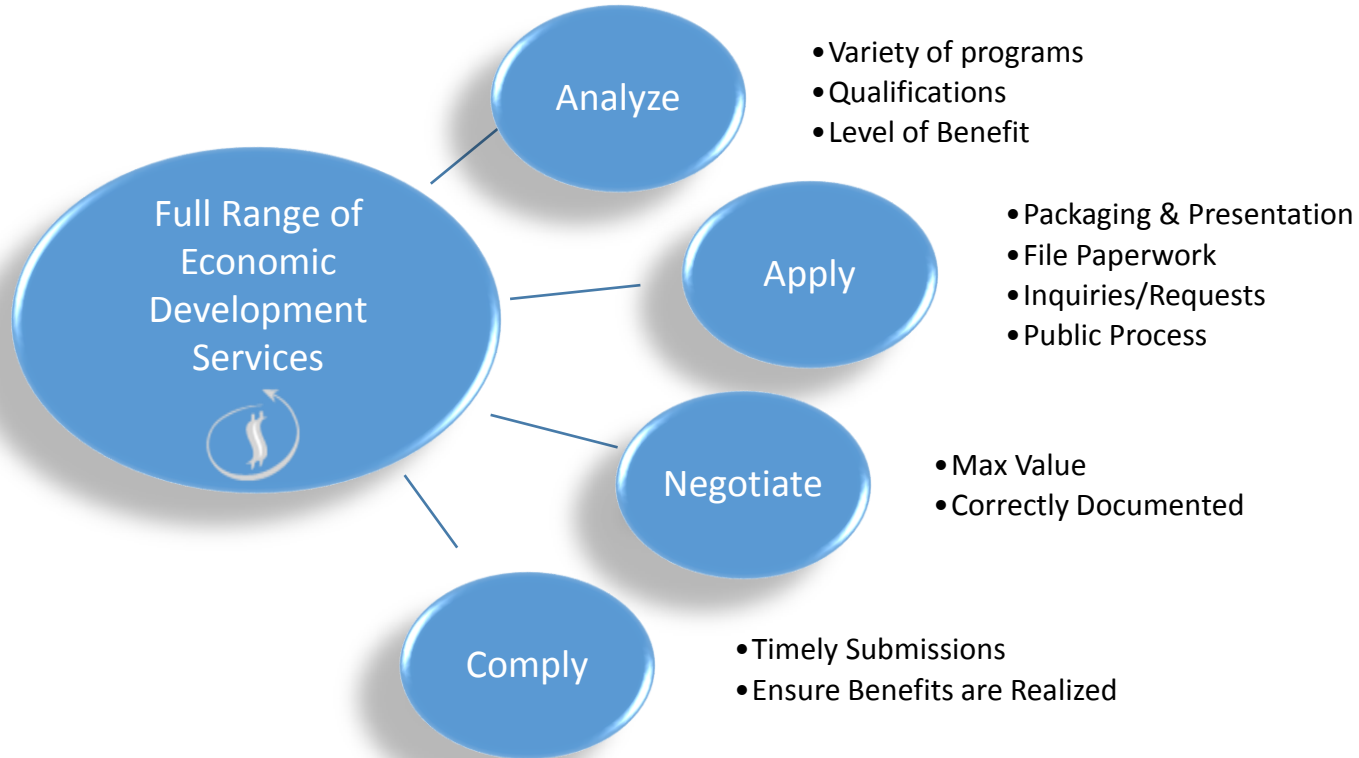 Full Range of
Economic
Development
Services
Analyze
•Variety of programs
•Qualifications
•Level of Benefit
Apply
•Packaging & Presentation
•File Paperwork
•Inquiries/Requests
•Public Process
Negotiate
•Max Value
•Correctly Documented
Comply
•Timely Submissions
•Ensure Benefits are Realized